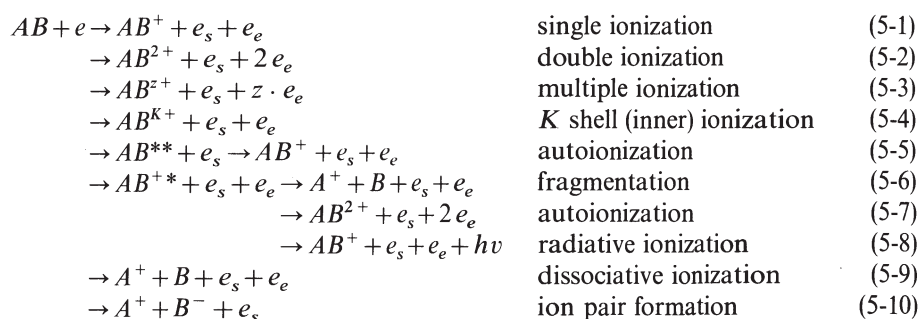 AB + e → AB⁺ + eₛ + eₑ single ionization (5-1)
→ AB²⁺ + eₛ + 2 eₑ double ionization (5-2)
→ ABᶻ⁺ + eₛ + z · eₑ multiple ionization (5-3)
→ ABᴷ⁺ + eₛ + eₑ K shell (inner) ionization (5-4)
→ AB** + eₛ → AB⁺ + eₛ + eₑ autoionization (5-5)
→ AB⁺* + eₛ + eₑ → A⁺ + B + eₛ + eₑ fragmentation (5-6)
→ AB²⁺ + eₛ + 2 eₑ autoionization (5-7)
→ AB⁺ + eₛ + eₑ + hν radiative ionization (5-8)
→ A⁺ + B + eₛ + eₑ dissociative ionization (5-9)
→ A⁺ + B⁻ + eₛ ion pair formation (5-10)